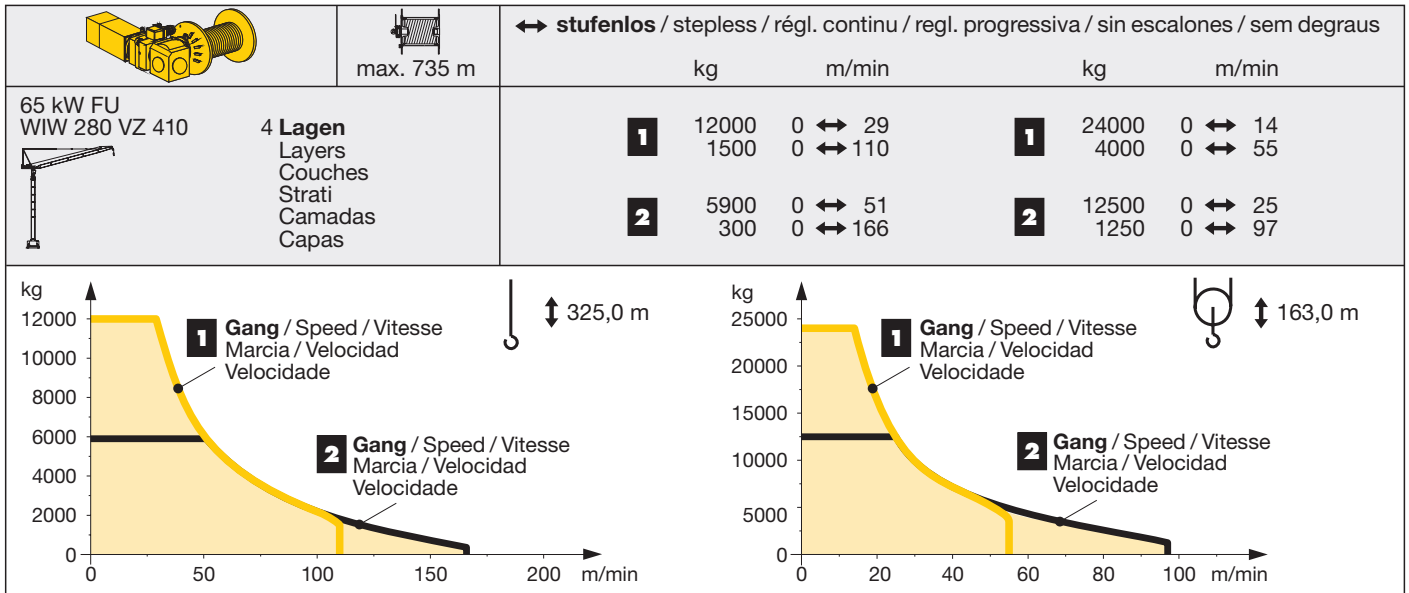 max. 735 m
↔ stufenlos / stepless / régl. continu / regl. progressiva / sin escalones / sem degraus
kg m/min kg m/min
65 kW FU
WIW 280 VZ 410
4 Lagen
Layers
Couches
Strati
Camadas
Capas
1 12000 0 ↔ 29
1500 0 ↔ 110
2 5900 0 ↔ 51
300 0 ↔ 166
1 24000 0 ↔ 14
4000 0 ↔ 55
2 12500 0 ↔ 25
1250 0 ↔ 97
kg
12000
10000
8000
6000
4000
2000
0
0 50 100 150 200 m/min
1 Gang / Speed / Vitesse
Marcia / Velocidad
Velocidade
2 Gang / Speed / Vitesse
Marcia / Velocidad
Velocidade
↕ 325,0 m
kg
25000
20000
15000
10000
5000
0
0 20 40 60 80 100 m/min
1 Gang / Speed / Vitesse
Marcia / Velocidad
Velocidade
2 Gang / Speed / Vitesse
Marcia / Velocidad
Velocidade
↕ 163,0 m